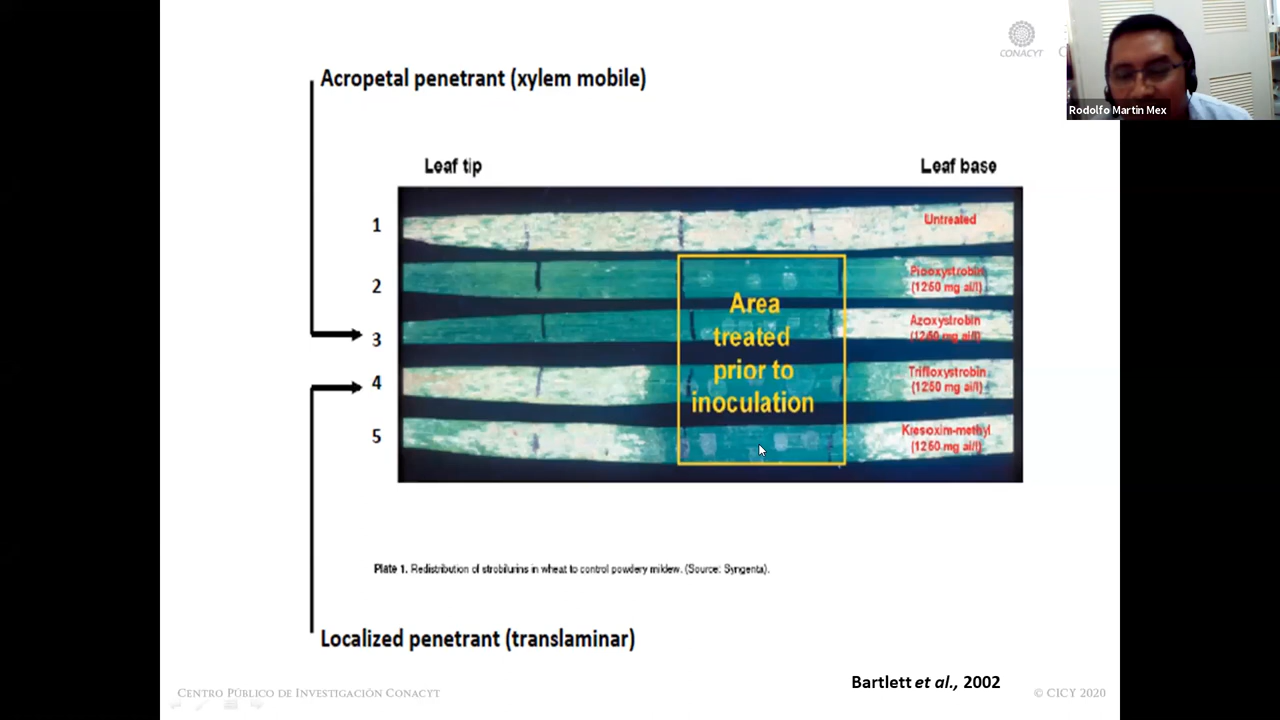 CONACYT
C
Rodolfo Martin Mex
Acropetal penetrant (xylem mobile)
Leaf tip
Leaf base
1
Untreated
2
Picoxystrobin
(1250 mg ai/l)
3
Azoxystrobin
(1250 mg ai/l)
4
Trifloxystrobin
(1250 mg ai/l)
5
Kresoxim-methyl
(1250 mg ai/l)
Area
treated
prior to
inoculation
Plate 1. Redistribution of strobilurins in wheat to control powdery mildew. (Source: Syngenta).
Localized penetrant (translaminar)
Bartlett et al., 2002
CENTRO PÚBLICO DE INVESTIGACIÓN CONACYT
© CICY 2020